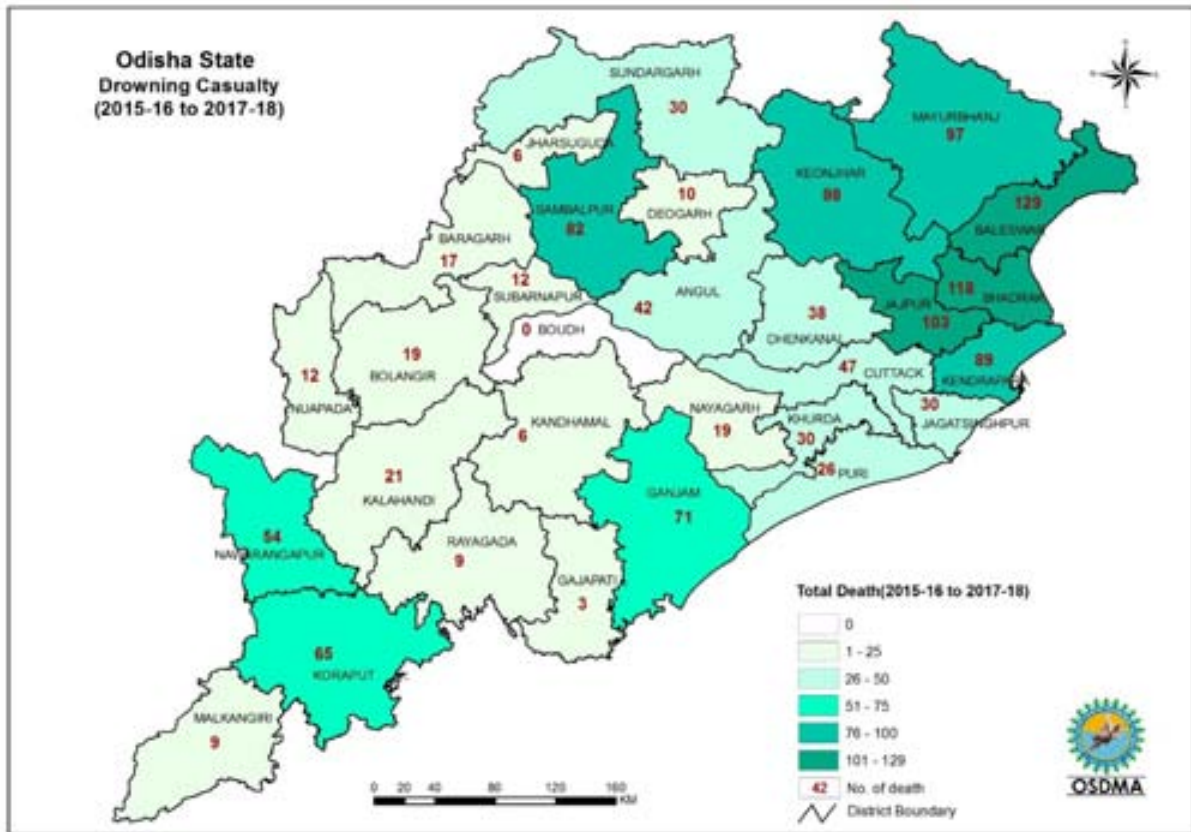 Odisha State
Drowning Casualty
(2015-16 to 2017-18)
SUNDARGARH
30
JHARSUGUDA
6
MAYURBHANJ
97
KEONJHAR
SAMBALPUR
82
10
DEOGARH
129
BALESWAR
BARAGARH
17
12
SUBARNAPUR
ANGUL
42
118
BHADRAK
JAJPUR
103
38
DHENKANAL
0
BOUDH
19
BOLANGIR
47
CUTTACK
89
KENDRAPARA
12
NUAPADA
NAYAGARH
19
KHURDA
30
30
JAGATSINGHPUR
KANDHAMAL
6
26
PURI
21
KALAHANDI
GANJAM
71
54
NAWARANGAPUR
RAYAGADA
9
GAJAPATI
3
65
KORAPUT
MALKANGIRI
9
Total Death(2015-16 to 2017-18)
0
1 - 25
26 - 50
51 - 75
76 - 100
101 - 129
42 No. of death
District Boundary
0 40 80 120 160
KM
OSDMA